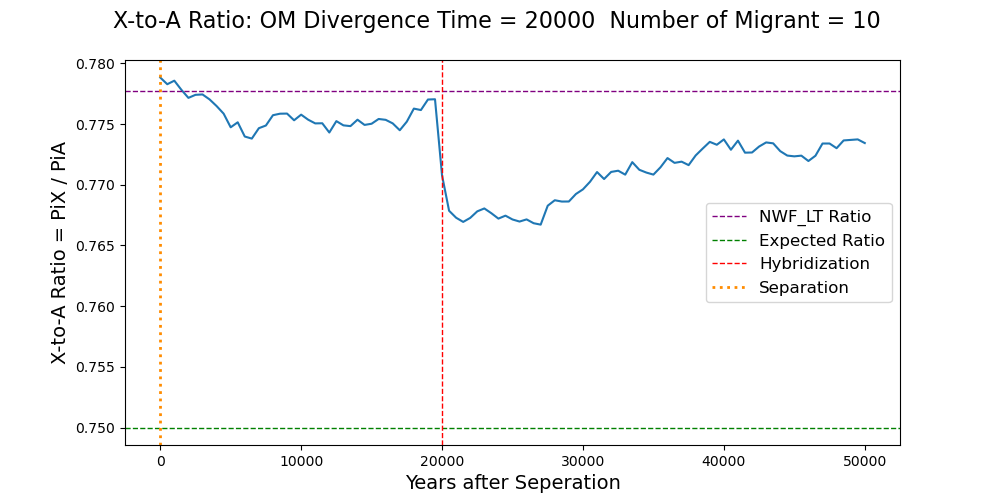 X-to-A Ratio: OM Divergence Time = 20000  Number of Migrant = 10
X-to-A Ratio = PiX / PiA
0.780
0.775
0.770
0.765
0.760
0.755
0.750
NWF_LT Ratio
Expected Ratio
Hybridization
Separation
0
10000
20000
30000
40000
50000
Years after Seperation